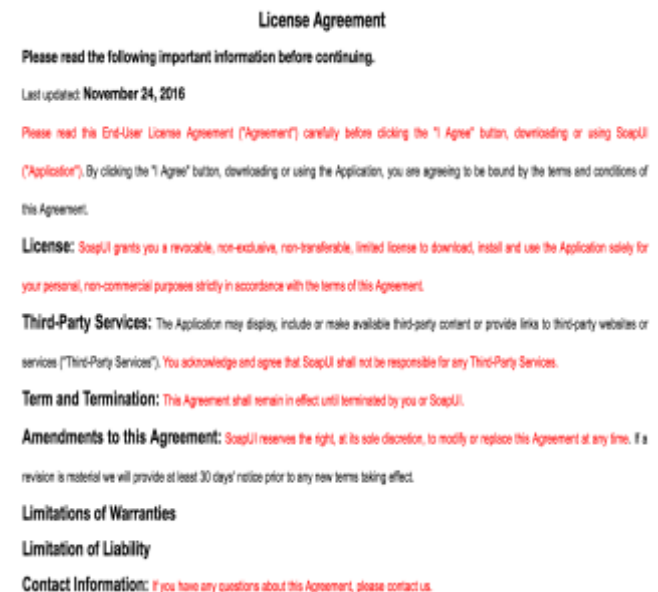 License Agreement
Please read the following important information before continuing.
Last updated: November 24, 2016
Please read this End-User License Agreement ("Agreement") carefully before clicking the "I Agree" button, downloading or using SoapUI
("Application"). By clicking the "I Agree" button, downloading or using the Application, you are agreeing to be bound by the terms and conditions of
this Agreement.
License: SoapUI grants you a revocable, non-exclusive, non-transferable, limited license to download, install and use the Application solely for
your personal, non-commercial purposes strictly in accordance with the terms of this Agreement.
Third-Party Services: The Application may display, include or make available third-party content or provide links to third-party websites or
services ("Third-Party Services"). You acknowledge and agree that SoapUI shall not be responsible for any Third-Party Services.
Term and Termination: This Agreement shall remain in effect until terminated by you or SoapUI.
Amendments to this Agreement: SoapUI reserves the right, at its sole discretion, to modify or replace this Agreement at any time. If a
revision is material we will provide at least 30 days' notice prior to any new terms taking effect.
Limitations of Warranties
Limitation of Liability
Contact Information: If you have any questions about this Agreement, please contact us.